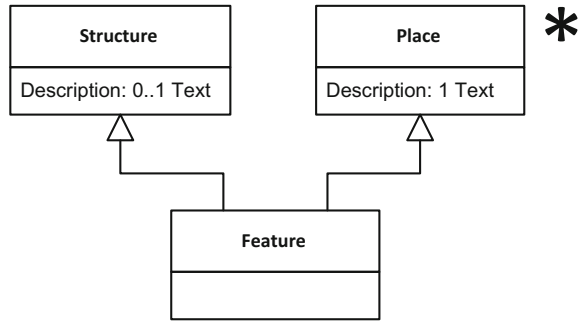 Structure
Place
*
Description: 0..1 Text
Description: 1 Text
Feature